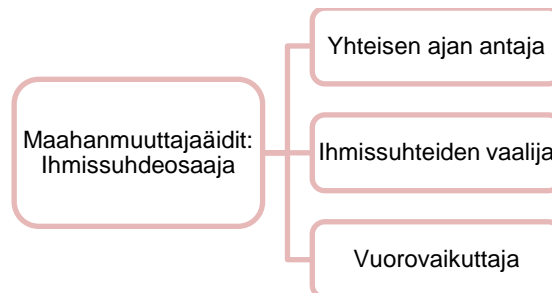 Maahanmuuttajaäidit:
Ihmissuhdeosaaja
Yhteisen ajan antaja
Ihmissuhteiden vaalija
Vuorovaikuttaja